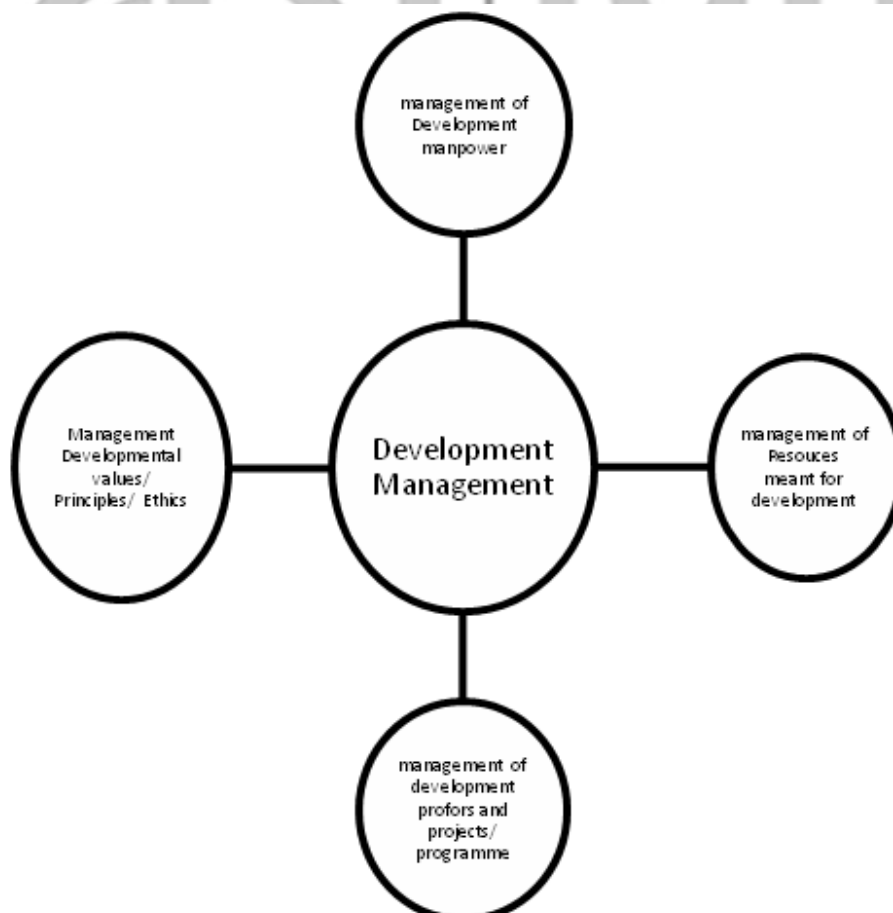 management of
Development
manpower
Management
Developmental
values/
Principles/ Ethics
Development
Management
management of
Resouces
meant for
development
management of
development
profors and
projects/
programme